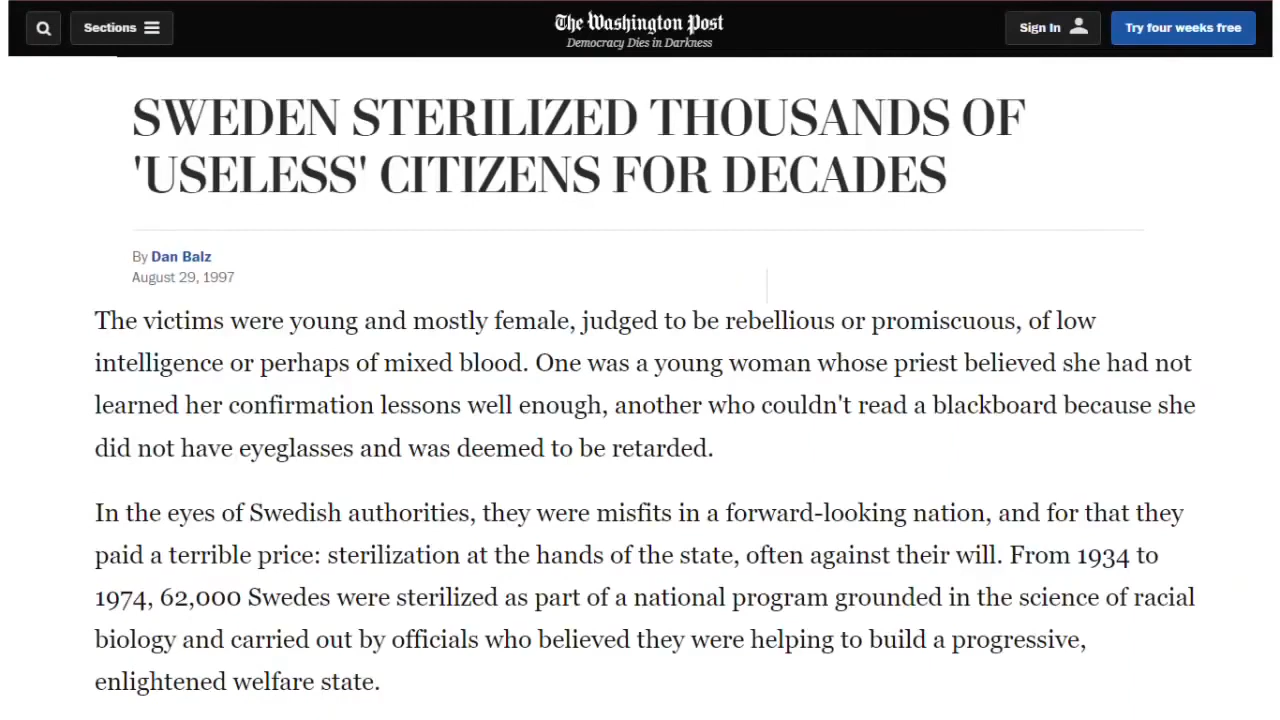 Sections
The Washington Post
Democracy Dies in Darkness
Sign In
Try four weeks free
SWEDEN STERILIZED THOUSANDS OF
'USELESS' CITIZENS FOR DECADES
By Dan Balz
August 29, 1997
The victims were young and mostly female, judged to be rebellious or promiscuous, of low
intelligence or perhaps of mixed blood. One was a young woman whose priest believed she had not
learned her confirmation lessons well enough, another who couldn't read a blackboard because she
did not have eyeglasses and was deemed to be retarded.
In the eyes of Swedish authorities, they were misfits in a forward-looking nation, and for that they
paid a terrible price: sterilization at the hands of the state, often against their will. From 1934 to
1974, 62,000 Swedes were sterilized as part of a national program grounded in the science of racial
biology and carried out by officials who believed they were helping to build a progressive,
enlightened welfare state.